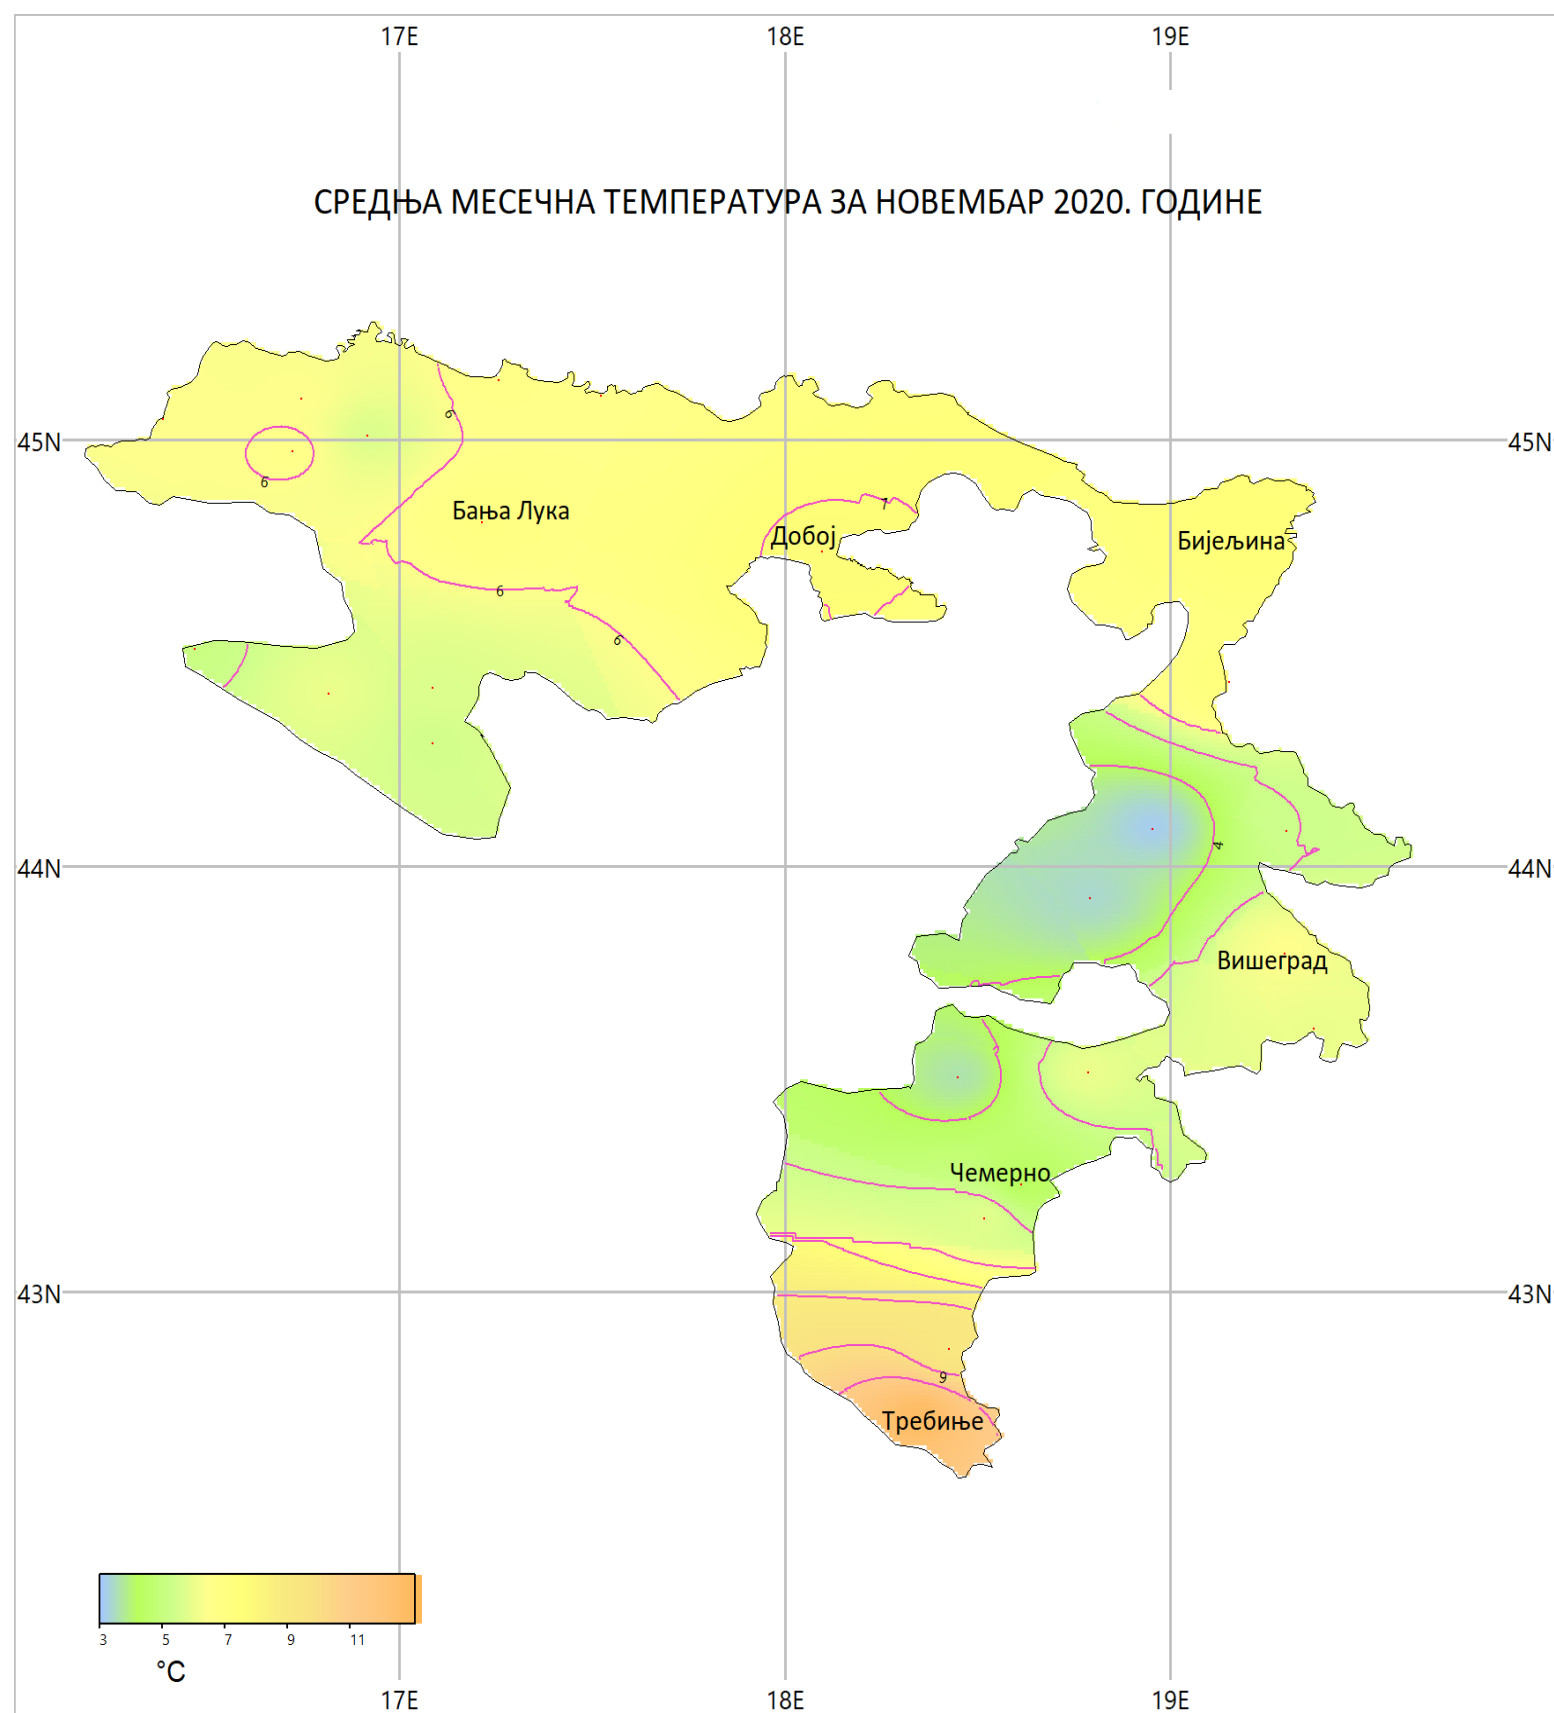 17E 18E 19E
СРЕДЊА МЕСЕЧНА ТЕМПЕРАТУРА ЗА НОВЕМБАР 2020. ГОДИНЕ
6
45N 45N
6
Бања Лука
7
Добој
Бијељина
6
6
4
44N 44N
Вишеград
Чемерно
43N 43N
9
Требиње
3 5 7 9 11
°C
17E 18E 19E